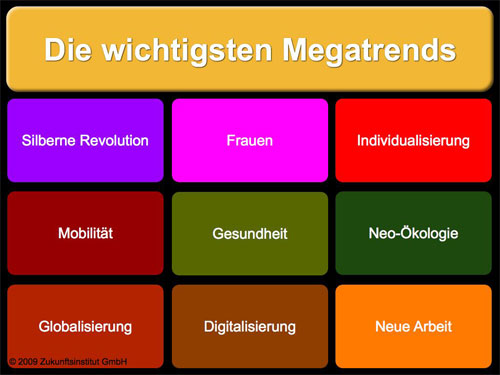 Die wichtigsten Megatrends
Silberne Revolution
Frauen
Individualisierung
Mobilität
Gesundheit
Neo-Ökologie
Globalisierung
Digitalisierung
Neue Arbeit
© 2009 Zukunftsinstitut GmbH